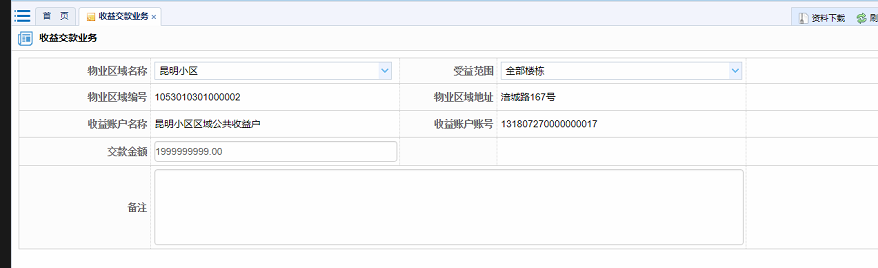 首 页 收益交款业务 × 资料下载 刷
收益交款业务
物业区域名称 昆明小区 受益范围 全部楼栋
物业区域编号 1053010301000002 物业区域地址 涪城路167号
收益账户名称 昆明小区区域公共收益户 收益账户账号 131807270000000017
交款金额 1999999999.00
备注